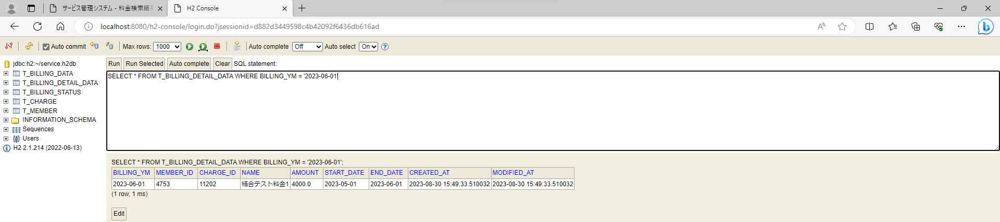 サービス管理システム - 料金検索結果
H2 Console
localhost:8080/h2-console/login.do?jsessionid=d882d3449598c4b42092f6436db616ad
Auto commit Max rows: 1000 Auto complete Off Auto select On
jdbc:h2:~/service.h2db
T_BILLING_DATA
T_BILLING_DETAIL_DATA
T_BILLING_STATUS
T_CHARGE
T_MEMBER
INFORMATION_SCHEMA
Sequences
Users
H2 2.1.214 (2022-06-13)
Run Run Selected Auto complete Clear SQL statement:
SELECT * FROM T_BILLING_DETAIL_DATA WHERE BILLING_YM = '2023-06-01
SELECT * FROM T_BILLING_DETAIL_DATA WHERE BILLING_YM = '2023-06-01';
BILLING_YM MEMBER_ID CHARGE_ID NAME AMOUNT START_DATE END_DATE CREATED_AT MODIFIED_AT
2023-06-01 4753 11202 結合テスト料金1 4000.0 2023-05-01 2023-06-01 2023-08-30 15:49:33.510032 2023-08-30 15:49:33.510032
(1 row, 1 ms)
Edit